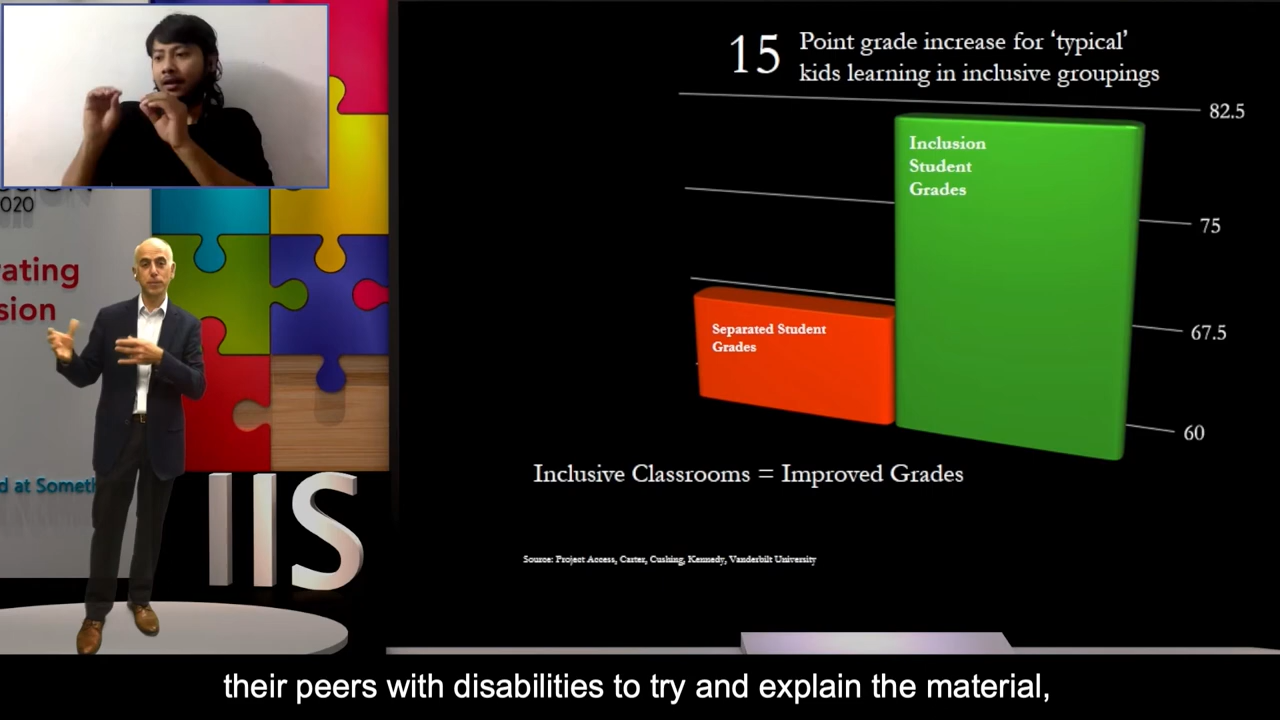 2020
rating
sion
d at Someth
IIS
15
Point grade increase for ‘typical’
kids learning in inclusive groupings
82.5
Inclusion
Student
Grades
75
Separated Student
Grades
67.5
60
Inclusive Classrooms = Improved Grades
Source: Project Access, Carter, Cushing, Kennedy, Vanderbilt University
their peers with disabilities to try and explain the material,